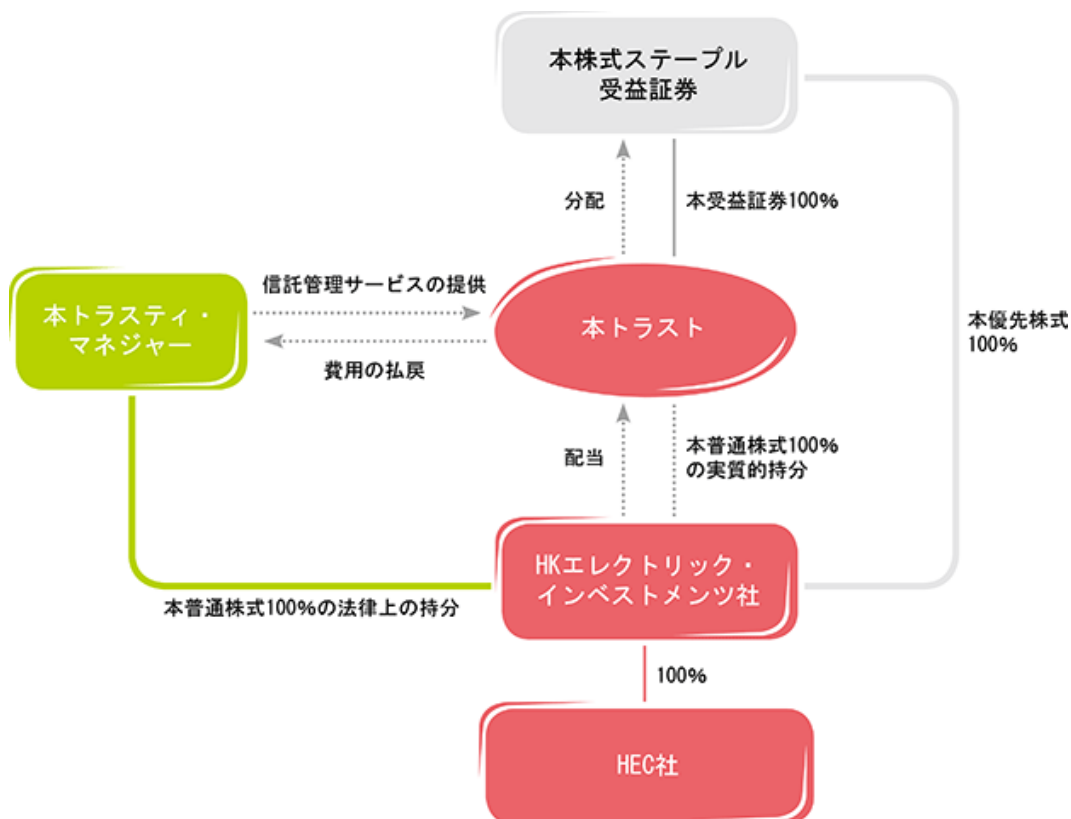 本株式ステープル
受益証券
分配
本受益証券100%
信託管理サービスの提供
本トラスティ・
マネジャー
本トラスト
本優先株式
100%
費用の払戻
配当
本普通株式100%
の実質的持分
HKエレクトリック・
インベストメンツ社
本普通株式100%の法律上の持分
100%
HEC社